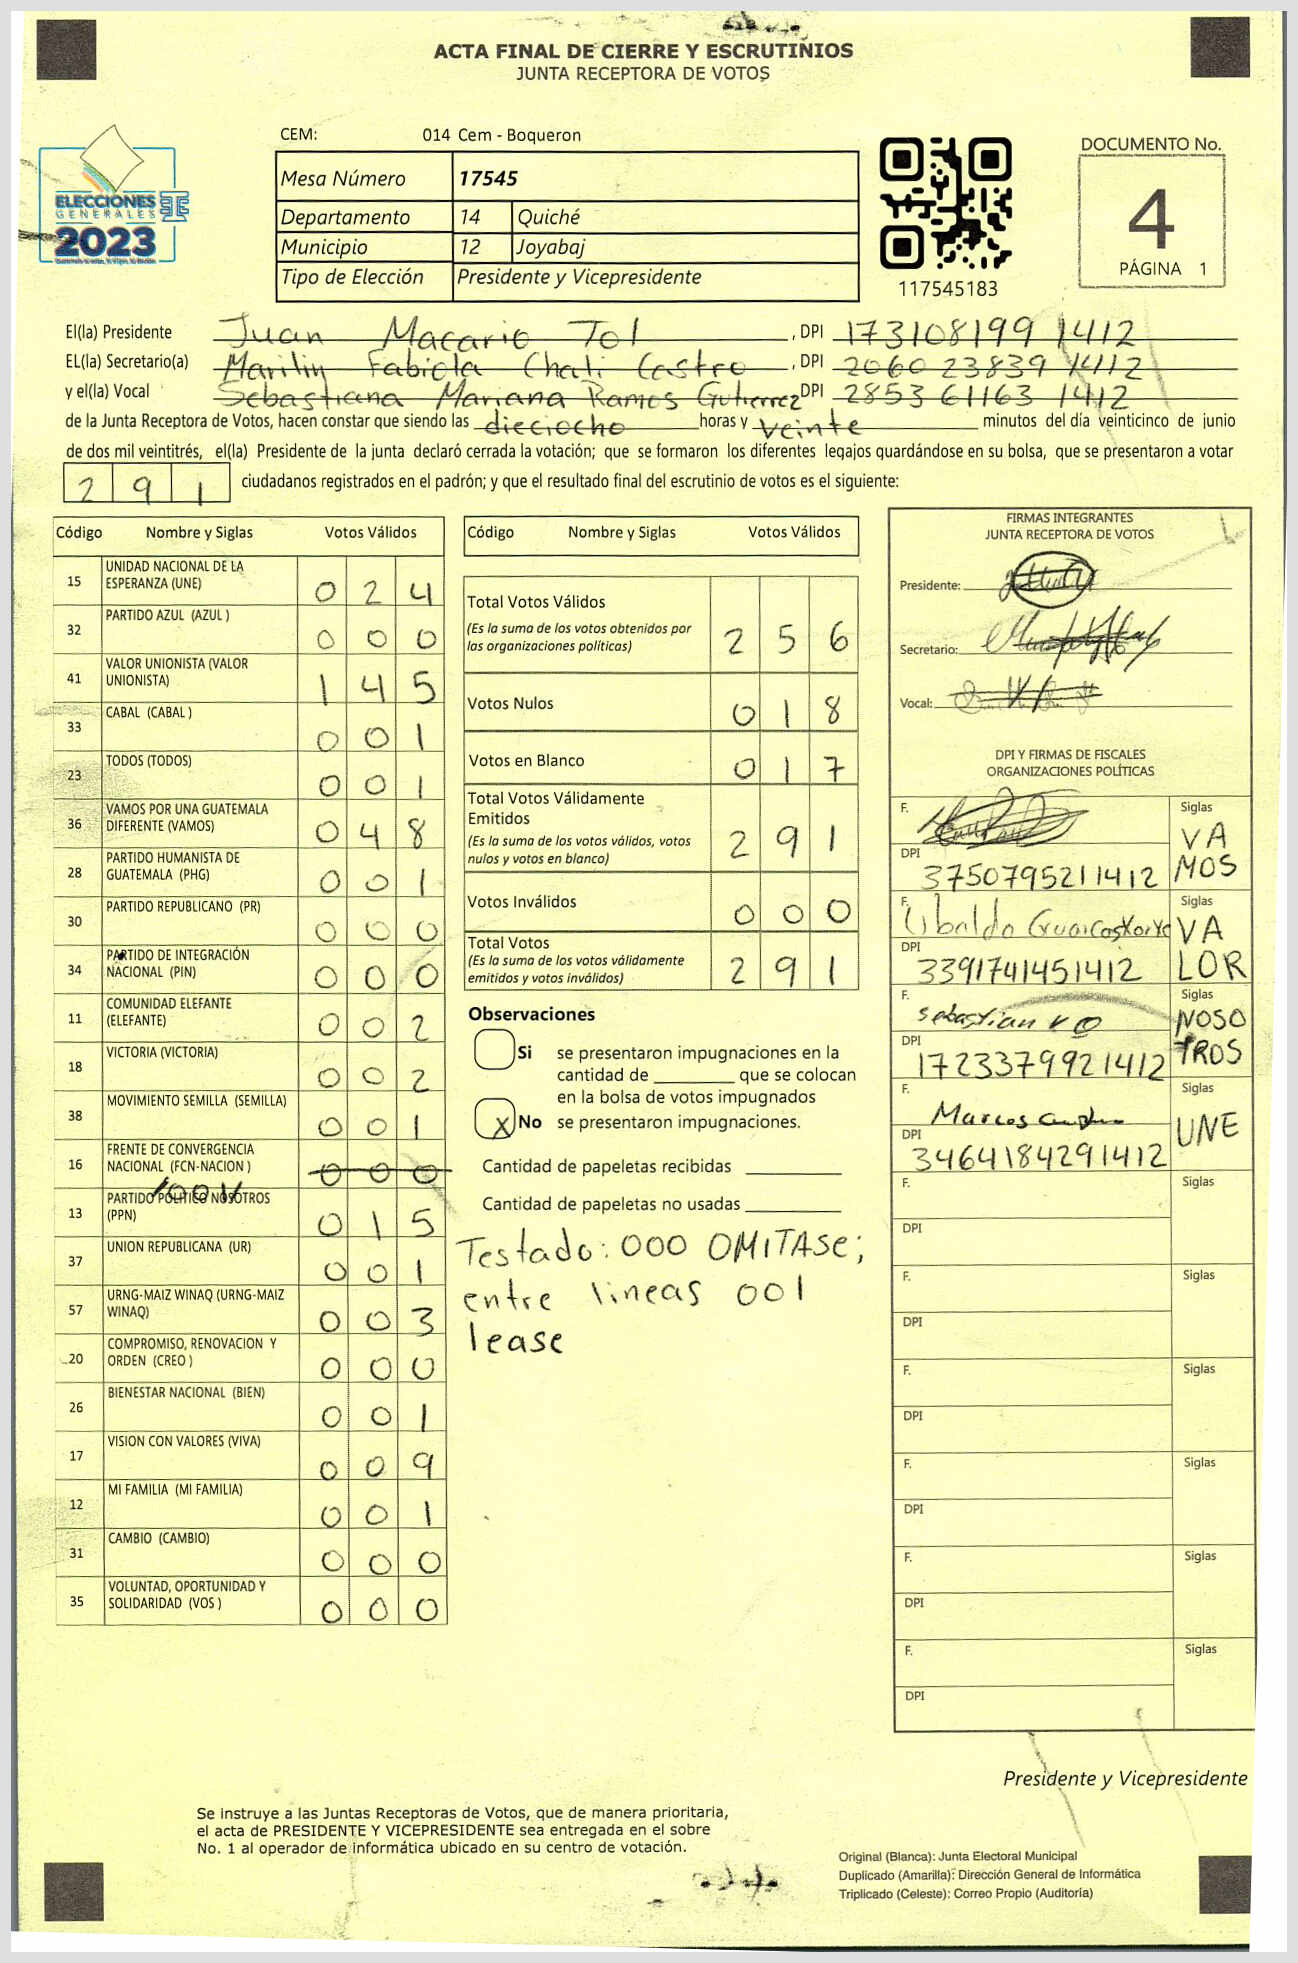 ACTA FINAL DE CIERRE Y ESCRUTINIOS
JUNTA RECEPTORA DE VOTOS
CEM: 014 Cem - Boqueron
DOCUMENTO No.
4
PÁGINA 1
ELECCIONES
GENERALES
2023
Mesa Número 17545
Departamento 14 Quiché
Municipio 12 Joyabaj
Tipo de Elección Presidente y Vicepresidente
117545183
El(la) Presidente Juan Macario Tol , DPI 173108199 1412
EL(la) Secretario(a) Marilin Fabiola Chali Castro , DPI 2060 23839 1412
y el(la) Vocal Sebastiana Mariana Ramos Gutierrez DPI 2853 61163 1412
de la Junta Receptora de Votos, hacen constar que siendo las dieciocho horas y veinte minutos del día veinticinco de junio
de dos mil veintitrés, el(la) Presidente de la junta declaró cerrada la votación; que se formaron los diferentes legajos quardándose en su bolsa, que se presentaron a votar
2 9 1 ciudadanos registrados en el padrón; y que el resultado final del escrutinio de votos es el siguiente:
Código Nombre y Siglas Votos Válidos
15 UNIDAD NACIONAL DE LA ESPERANZA (UNE) 0 2 4
32 PARTIDO AZUL (AZUL ) 0 0 0
41 VALOR UNIONISTA (VALOR UNIONISTA) 1 4 5
33 CABAL (CABAL ) 0 0 1
23 TODOS (TODOS) 0 0 1
36 VAMOS POR UNA GUATEMALA DIFERENTE (VAMOS) 0 4 8
28 PARTIDO HUMANISTA DE GUATEMALA (PHG) 0 0 1
30 PARTIDO REPUBLICANO (PR) 0 0 0
34 PARTIDO DE INTEGRACIÓN NACIONAL (PIN) 0 0 0
11 COMUNIDAD ELEFANTE (ELEFANTE) 0 0 2
18 VICTORIA (VICTORIA) 0 0 2
38 MOVIMIENTO SEMILLA (SEMILLA) 0 0 1
16 FRENTE DE CONVERGENCIA NACIONAL (FCN-NACION ) 0 0 0
/001/
13 PARTIDO POLITICO NOSOTROS (PPN) 0 1 5
37 UNION REPUBLICANA (UR) 0 0 1
57 URNG-MAIZ WINAQ (URNG-MAIZ WINAQ) 0 0 3
20 COMPROMISO, RENOVACION Y ORDEN (CREO ) 0 0 0
26 BIENESTAR NACIONAL (BIEN) 0 0 1
17 VISION CON VALORES (VIVA) 0 0 9
12 MI FAMILIA (MI FAMILIA) 0 0 1
31 CAMBIO (CAMBIO) 0 0 0
35 VOLUNTAD, OPORTUNIDAD Y SOLIDARIDAD (VOS ) 0 0 0
Código Nombre y Siglas Votos Válidos
Total Votos Válidos 2 5 6
(Es la suma de los votos obtenidos por
las organizaciones políticas)
Votos Nulos 0 1 8
Votos en Blanco 0 1 7
Total Votos Válidamente
Emitidos 2 9 1
(Es la suma de los votos válidos, votos
nulos y votos en blanco)
Votos Inválidos 0 0 0
Total Votos 2 9 1
(Es la suma de los votos válidamente
emitidos y votos inválidos)
Observaciones
Si se presentaron impugnaciones en la
cantidad de ________ que se colocan
en la bolsa de votos impugnados
X No se presentaron impugnaciones.
Cantidad de papeletas recibidas
Cantidad de papeletas no usadas
Testado: 000 OMITASE;
entre lineas 001
lease
FIRMAS INTEGRANTES
JUNTA RECEPTORA DE VOTOS
Presidente:
Secretario:
Vocal:
DPI Y FIRMAS DE FISCALES
ORGANIZACIONES POLÍTICAS
F. Siglas
VA
MOS
DPI
3750795211412
F. Ubaldo Siglas
VA
LOR
DPI
3391741451412
F. Sebastian Siglas
NOSO
TROS
DPI
1723379921412
F. Marcos Siglas
UNE
DPI
3464184291412
F. Siglas
DPI
F. Siglas
DPI
F. Siglas
DPI
F. Siglas
DPI
F. Siglas
DPI
F. Siglas
DPI
Presidente y Vicepresidente
Se instruye a las Juntas Receptoras de Votos, que de manera prioritaria,
el acta de PRESIDENTE Y VICEPRESIDENTE sea entregada en el sobre
No. 1 al operador de informática ubicado en su centro de votación.
Original (Blanca): Junta Electoral Municipal
Duplicado (Amarilla): Dirección General de Informática
Triplicado (Celeste): Correo Propio (Auditoría)